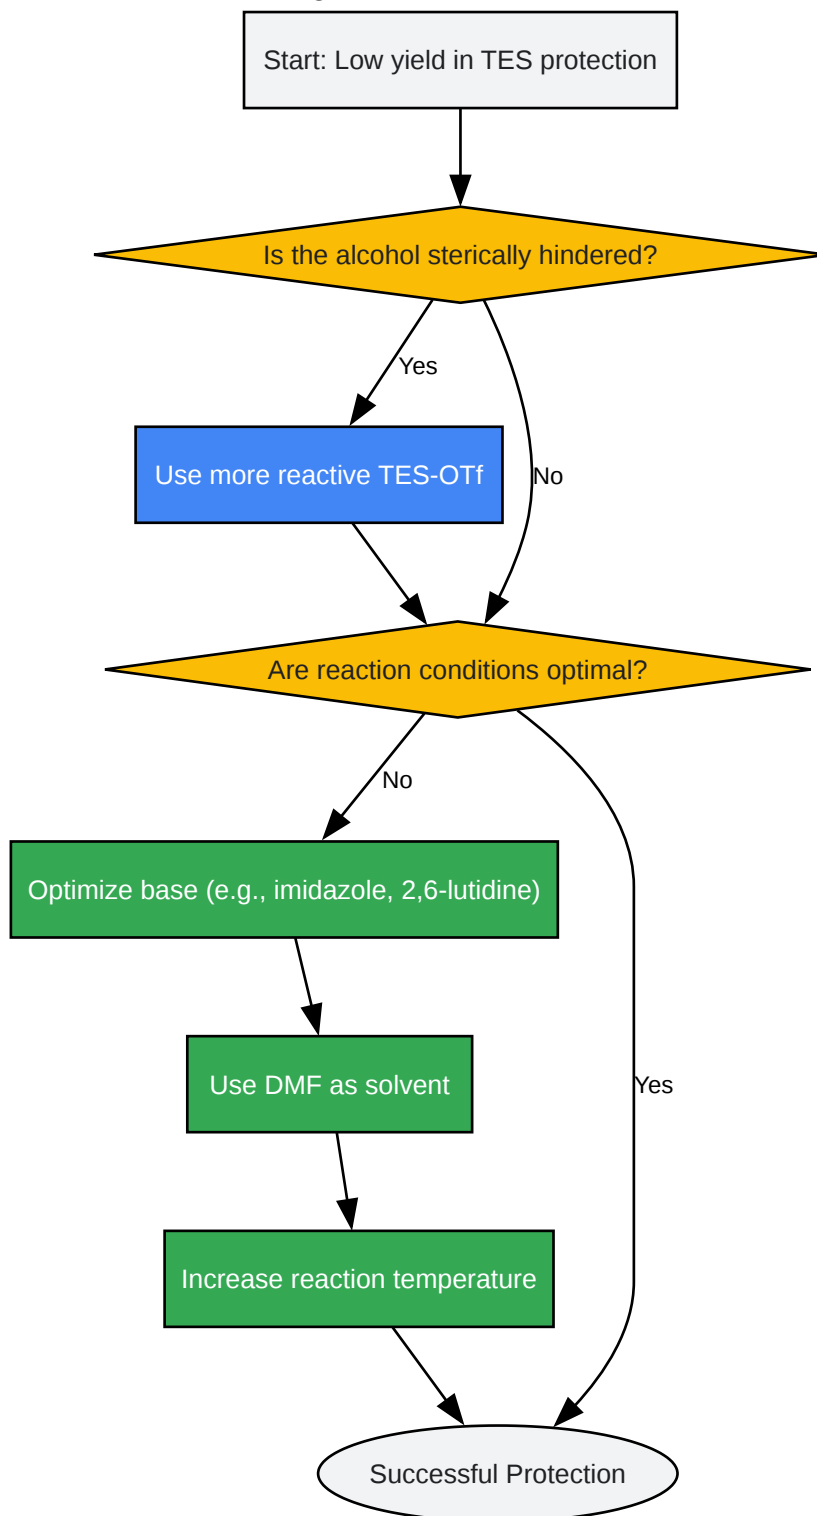 Start: Low yield in TES protection
Is the alcohol sterically hindered?
Yes
Use more reactive TES-OTf
No
Are reaction conditions optimal?
No
Optimize base (e.g., imidazole, 2,6-lutidine)
Use DMF as solvent
Yes
Increase reaction temperature
Successful Protection